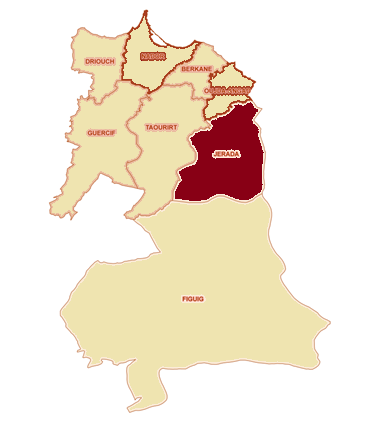 NADOR
DRIOUCH
BERKANE
OUJDA-ANGAD
TAOURIRT
GUERCIF
JERADA
FIGUIG